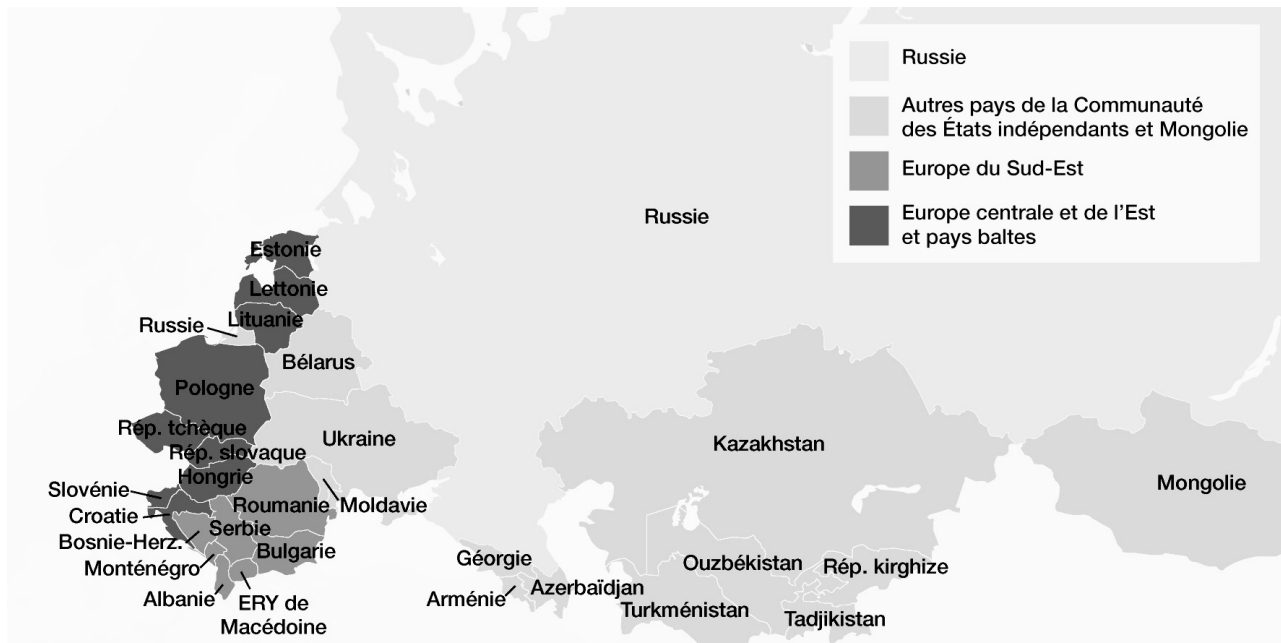 Russie
Autres pays de la Communauté
des États indépendants et Mongolie
Europe du Sud-Est
Europe centrale et de l’Est
et pays baltes
Russie
Estonie
Lettonie
Lituanie
Russie
Bélarus
Pologne
Rép. tchèque
Ukraine
Kazakhstan
Rép. slovaque
Hongrie
Mongolie
Slovénie
Roumanie
Moldavie
Croatie
Serbie
Bosnie-Herz.
Bulgarie
Géorgie
Ouzbékistan
Rép. kirghize
Monténégro
Azerbaïdjan
Albanie
Arménie
Turkménistan
Tadjikistan
ERY de
Macédoine